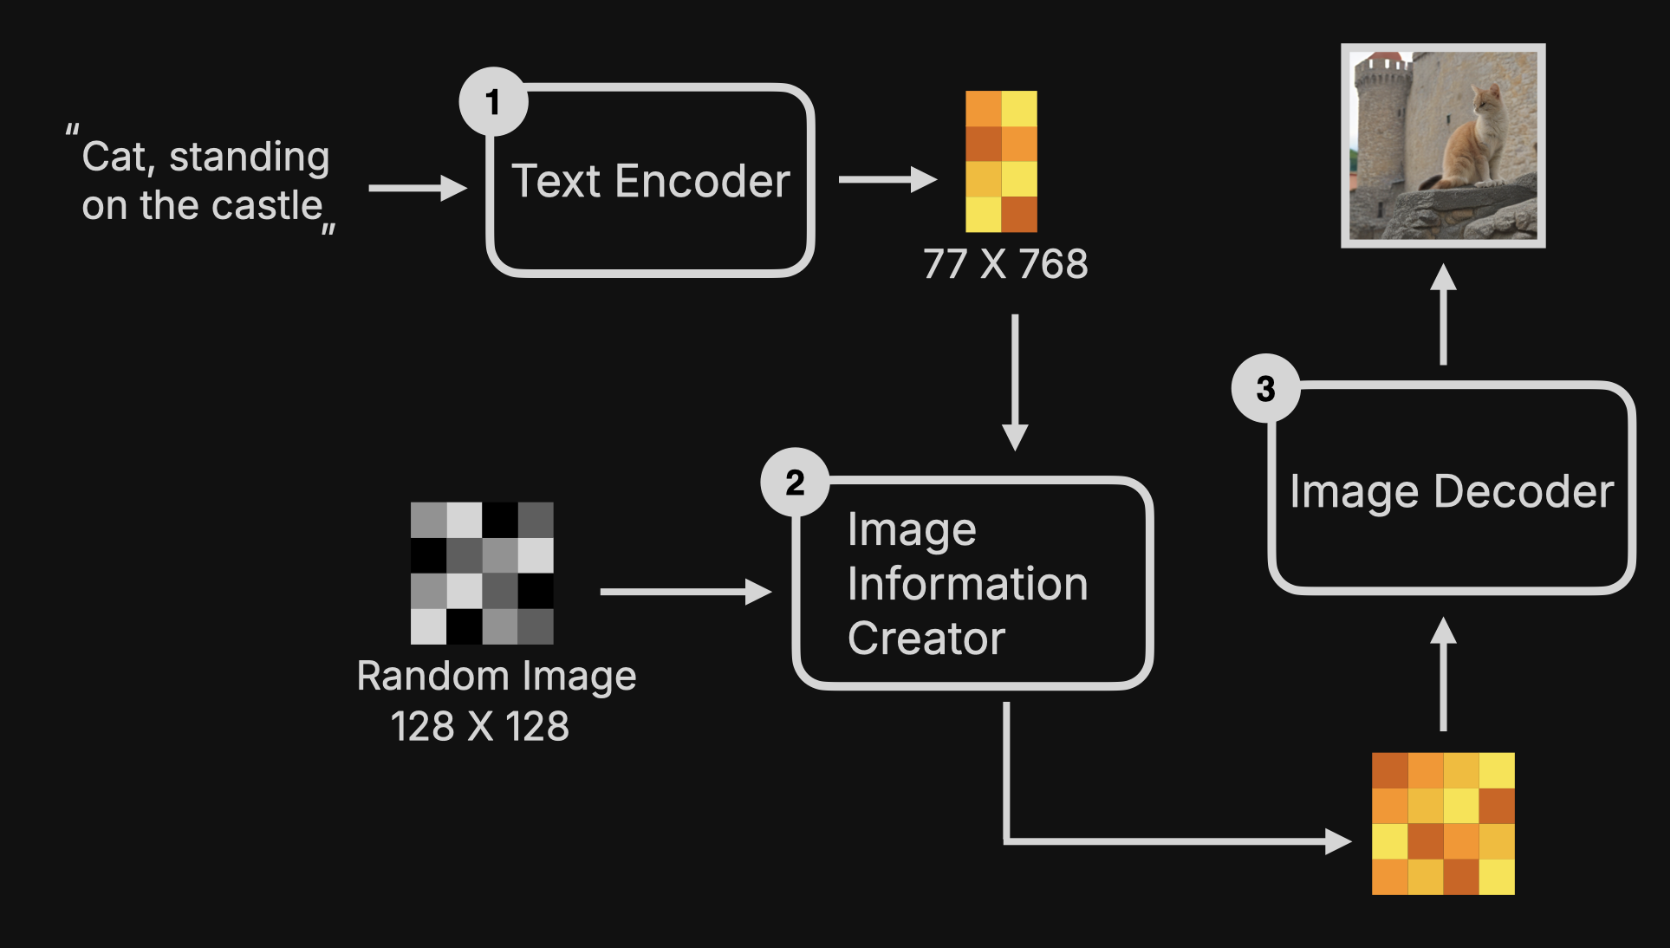 1
“Cat, standing
on the castle”
Text Encoder
77 X 768
2
Image
Information
Creator
Random Image
128 X 128
3
Image Decoder